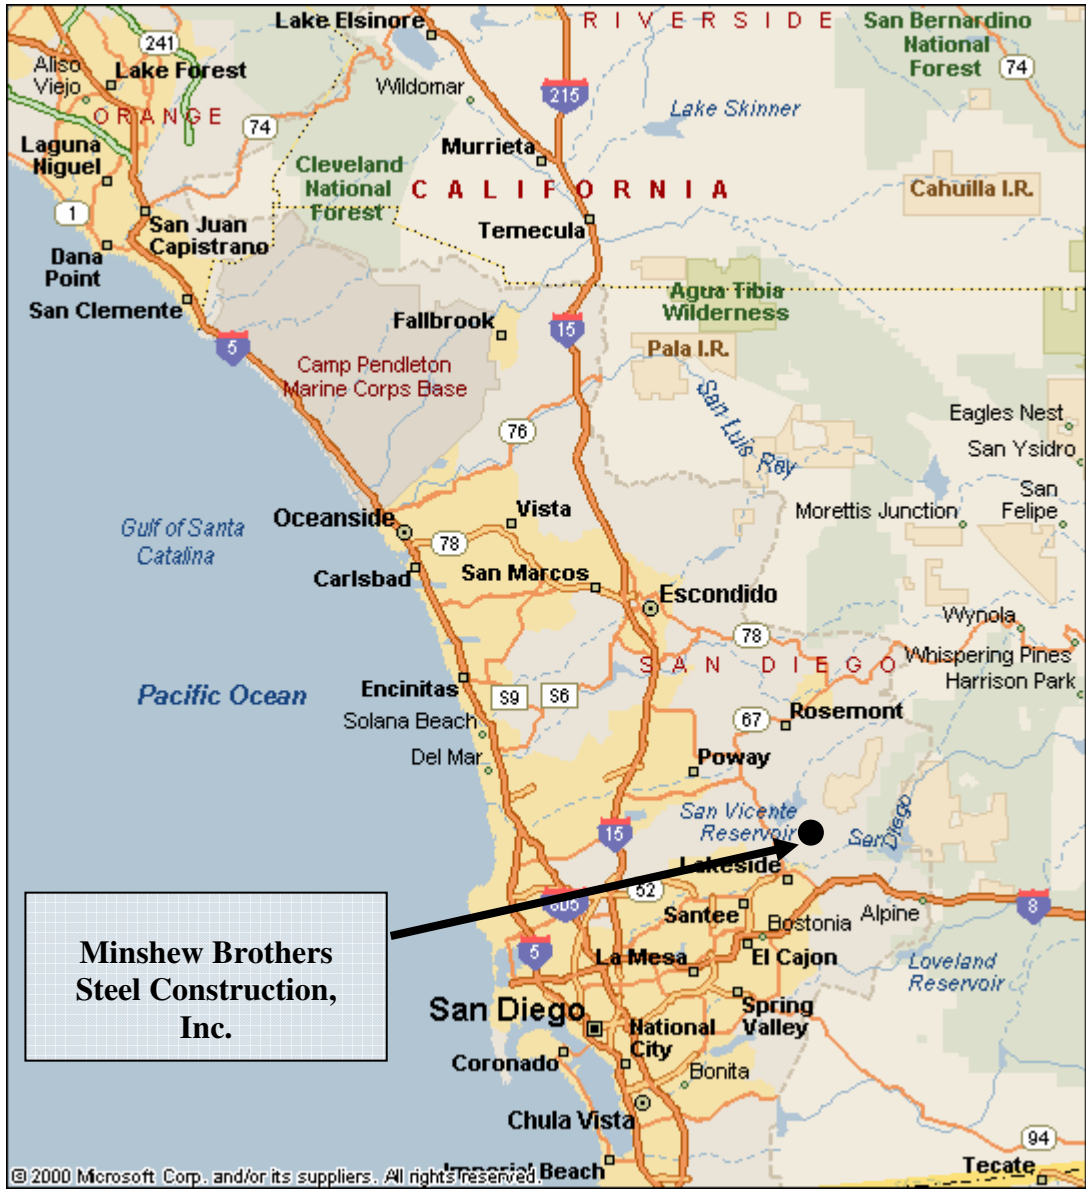 Lake Elsinore
RIVERSIDE
San Bernardino
National
Forest
74
241
Aliso
Viejo
Lake Forest
Wildomar
215
Lake Skinner
ORANGE
74
Laguna
Niguel
Murrieta
Cleveland
National
Forest
CALIFORNIA
Cahuilla I.R.
1
San Juan
Capistrano
Temecula
Dana
Point
San Clemente
Agua Tibia
Wilderness
Fallbrook
15
5
Pala I.R.
Camp Pendleton
Marine Corps Base
San Luis Rey
Eagles Nest
76
San Ysidro
San
Felipe
Morettis Junction
Gulf of Santa
Catalina
Oceanside
Vista
78
Carlsbad
San Marcos
Escondido
Wynola
78
SAN DIEGO
Whispering Pines
Harrison Park
Pacific Ocean
Encinitas
S9
S6
Solana Beach
67
Rosemont
Del Mar
Poway
San Vicente
Reservoir
San Diego
15
Lakeside
52
805
Santee
Bostonia
Alpine
8
Minshew Brothers
Steel Construction,
Inc.
5
La Mesa
El Cajon
Loveland
Reservoir
San Diego
National
City
Spring
Valley
Coronado
Bonita
Chula Vista
94
Imperial Beach
Tecate
© 2000 Microsoft Corp. and/or its suppliers. All rights reserved.